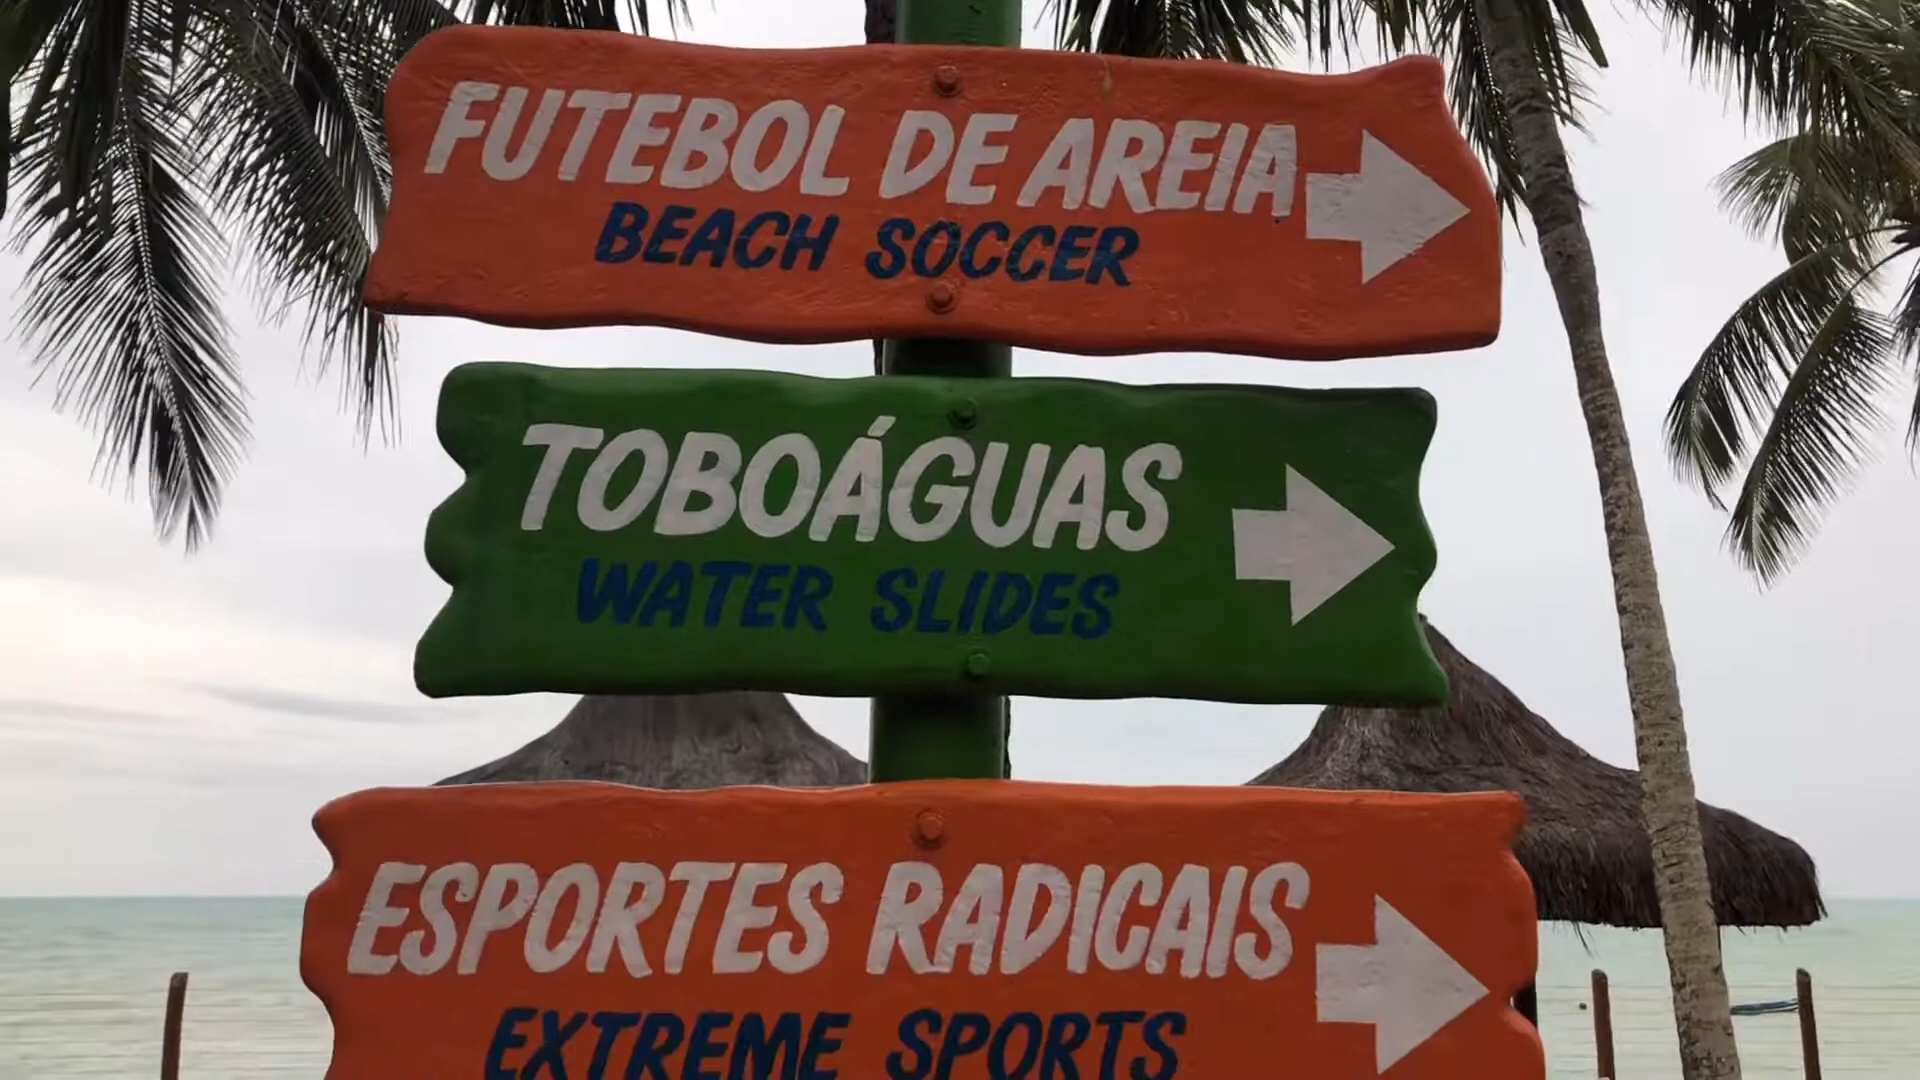 FUTEBOL DE AREIA
BEACH SOCCER
TOBOÁGUAS
WATER SLIDES
ESPORTES RADICAIS
EXTREME SPORTS